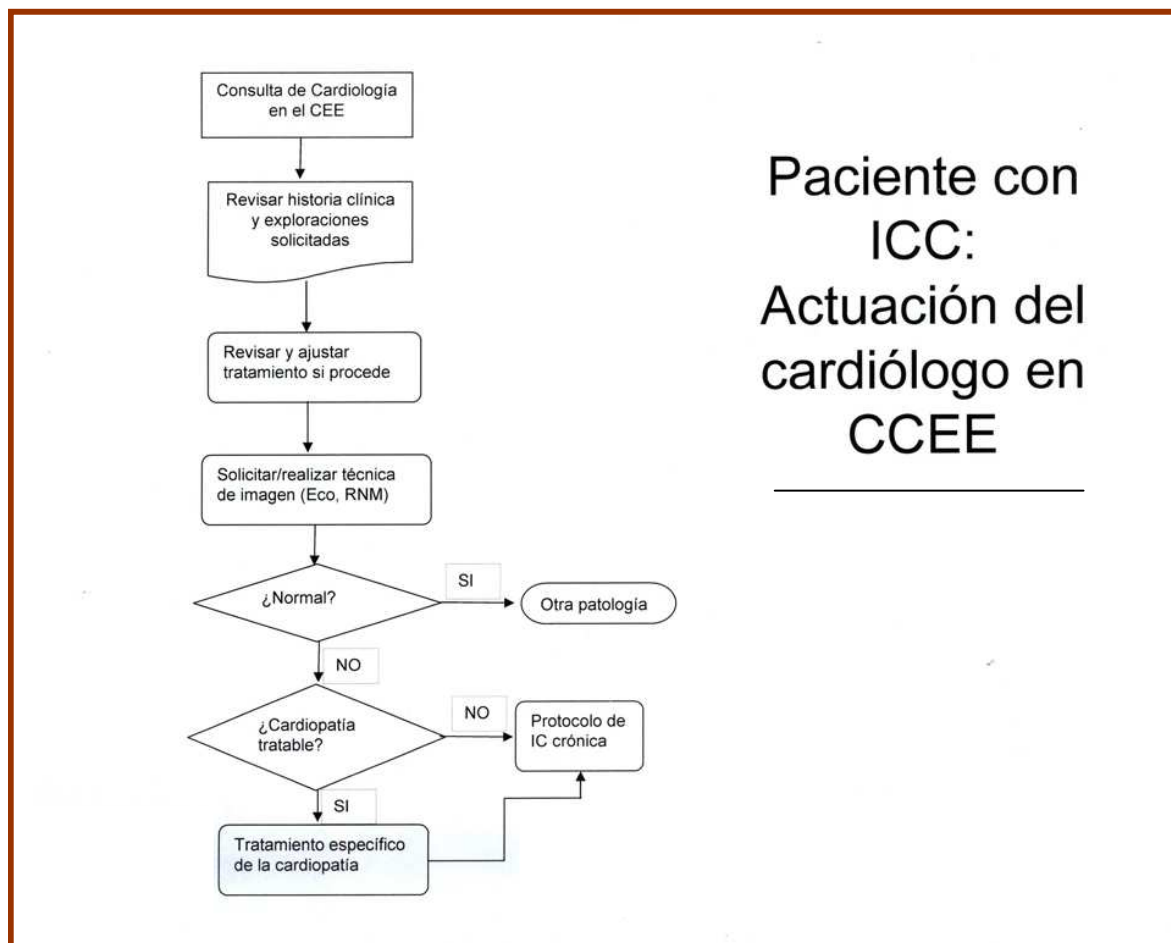 Consulta de Cardiología
en el CEE
Revisar historia clínica
y exploraciones
solicitadas
Revisar y ajustar
tratamiento si procede
Solicitar/realizar técnica
de imagen (Eco, RNM)
¿Normal?
SI
Otra patología
NO
¿Cardiopatía
tratable?
NO
Protocolo de
IC crónica
SI
Tratamiento específico
de la cardiopatía
Paciente con
ICC:
Actuación del
cardiólogo en
CCEE